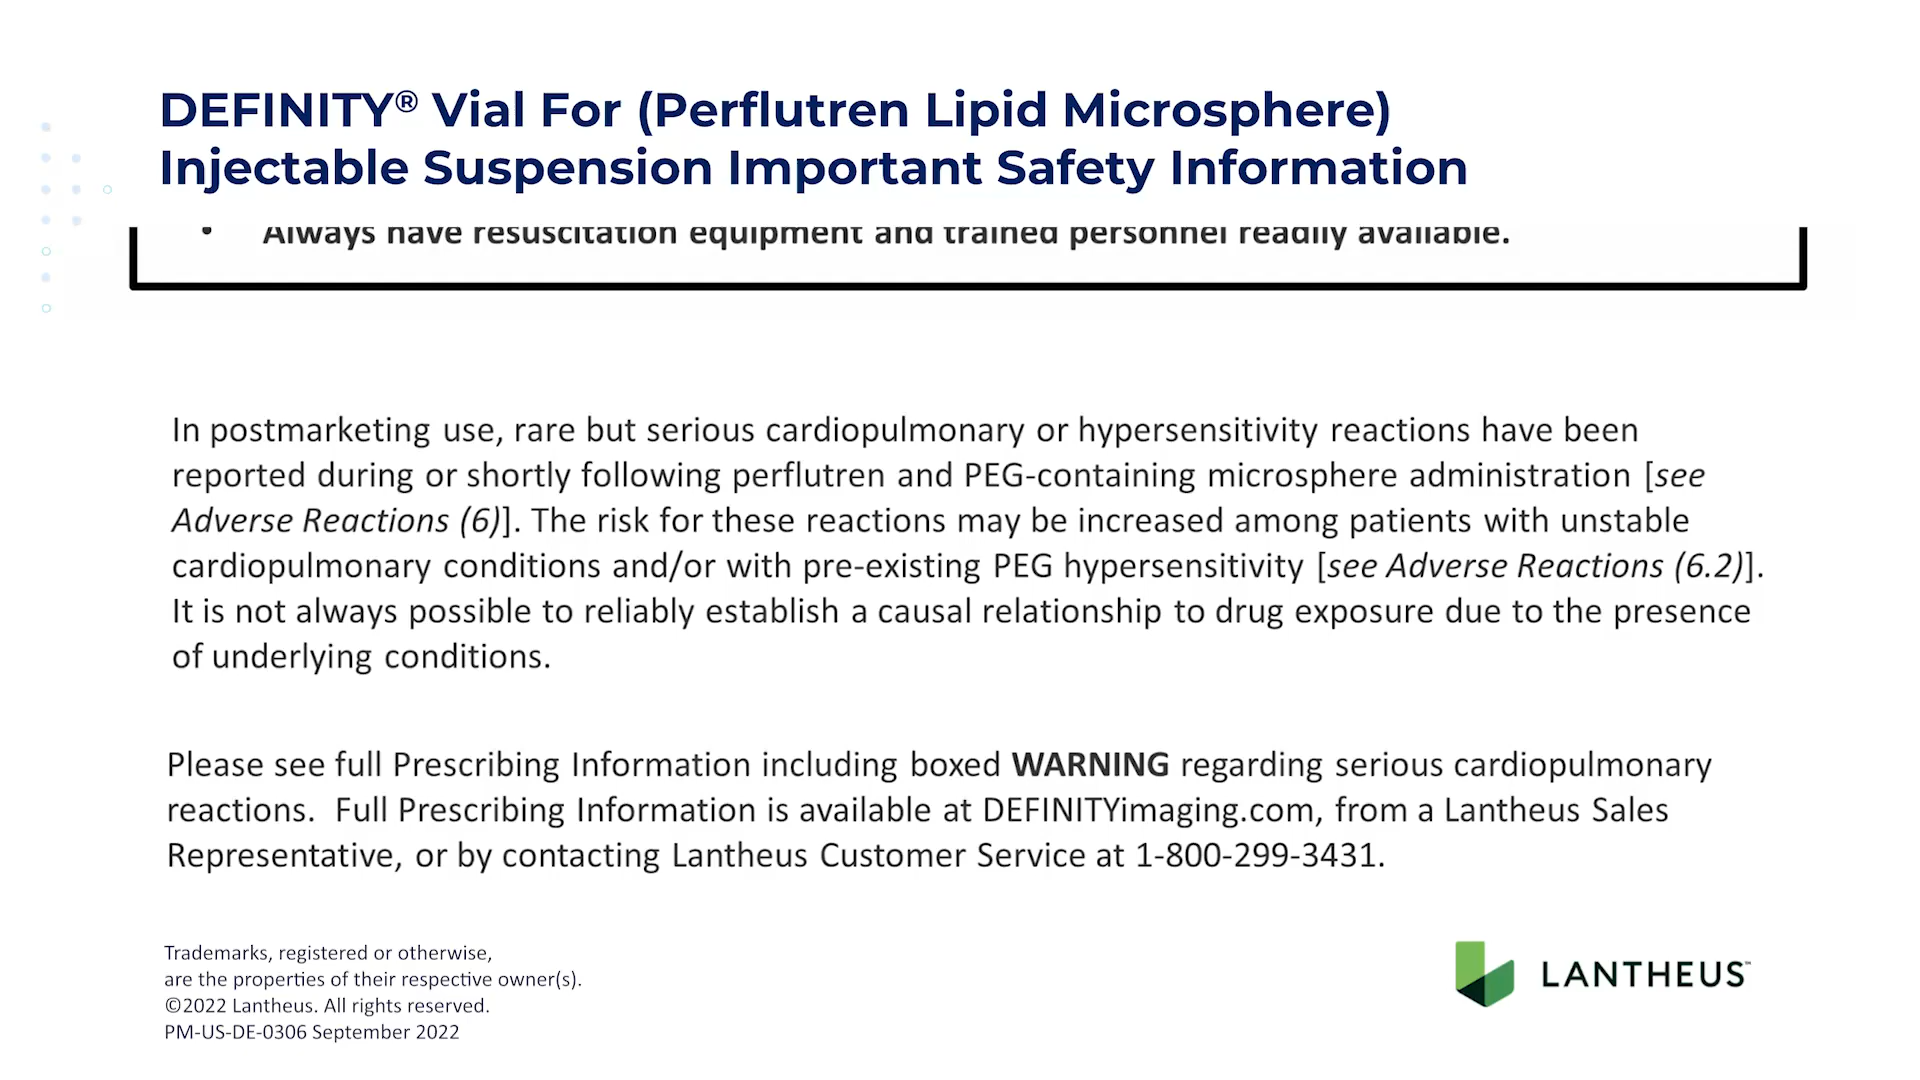 DEFINITY® Vial For (Perflutren Lipid Microsphere)
Injectable Suspension Important Safety Information
• Always have resuscitation equipment and trained personnel readily available.
In postmarketing use, rare but serious cardiopulmonary or hypersensitivity reactions have been
reported during or shortly following perflutren and PEG-containing microsphere administration [see
Adverse Reactions (6)]. The risk for these reactions may be increased among patients with unstable
cardiopulmonary conditions and/or with pre-existing PEG hypersensitivity [see Adverse Reactions (6.2)].
It is not always possible to reliably establish a causal relationship to drug exposure due to the presence
of underlying conditions.
Please see full Prescribing Information including boxed WARNING regarding serious cardiopulmonary
reactions.  Full Prescribing Information is available at DEFINITYimaging.com, from a Lantheus Sales
Representative, or by contacting Lantheus Customer Service at 1-800-299-3431.
Trademarks, registered or otherwise,
are the properties of their respective owner(s).
©2022 Lantheus. All rights reserved.
PM-US-DE-0306 September 2022
LANTHEUS™